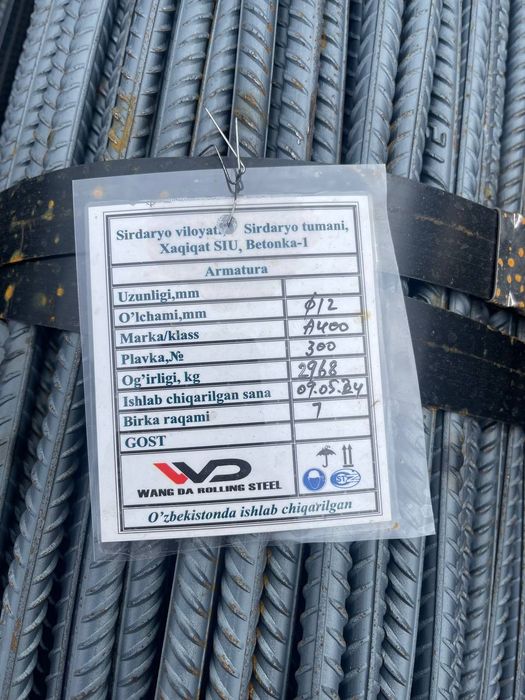 Sirdaryo viloyat. Sirdaryo tumani,
Xaqiqat SIU, Betonka-1
Armatura
Uzunligi,mm
O'lchami,mm ϕ12
Marka/klass A400
Plavka,№ 300
Og'irligi, kg 2968
Ishlab chiqarilgan sana 09.05.24
Birka raqami 7
GOST
WANG DA ROLLING STEEL
O'zbekistonda ishlab chiqarilgan
12